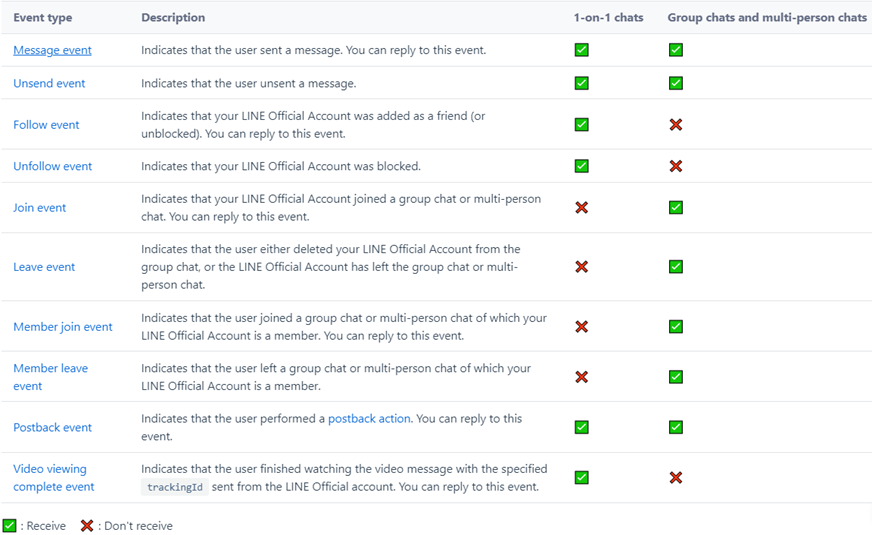 Event type Description 1-on-1 chats Group chats and multi-person chats
Message event Indicates that the user sent a message. You can reply to this event.
Unsend event Indicates that the user unsent a message.
Follow event Indicates that your LINE Official Account was added as a friend (or
unblocked). You can reply to this event.
Unfollow event Indicates that your LINE Official Account was blocked.
Join event Indicates that your LINE Official Account joined a group chat or multi-person
chat. You can reply to this event.
Leave event Indicates that the user either deleted your LINE Official Account from the
group chat, or the LINE Official Account has left the group chat or multi-
person chat.
Member join event Indicates that the user joined a group chat or multi-person chat of which your
LINE Official Account is a member. You can reply to this event.
Member leave
event
Indicates that the user left a group chat or multi-person chat of which your
LINE Official Account is a member.
Postback event Indicates that the user performed a postback action. You can reply to this
event.
Video viewing
complete event
Indicates that the user finished watching the video message with the specified
trackingId sent from the LINE Official account. You can reply to this event.
: Receive : Don't receive